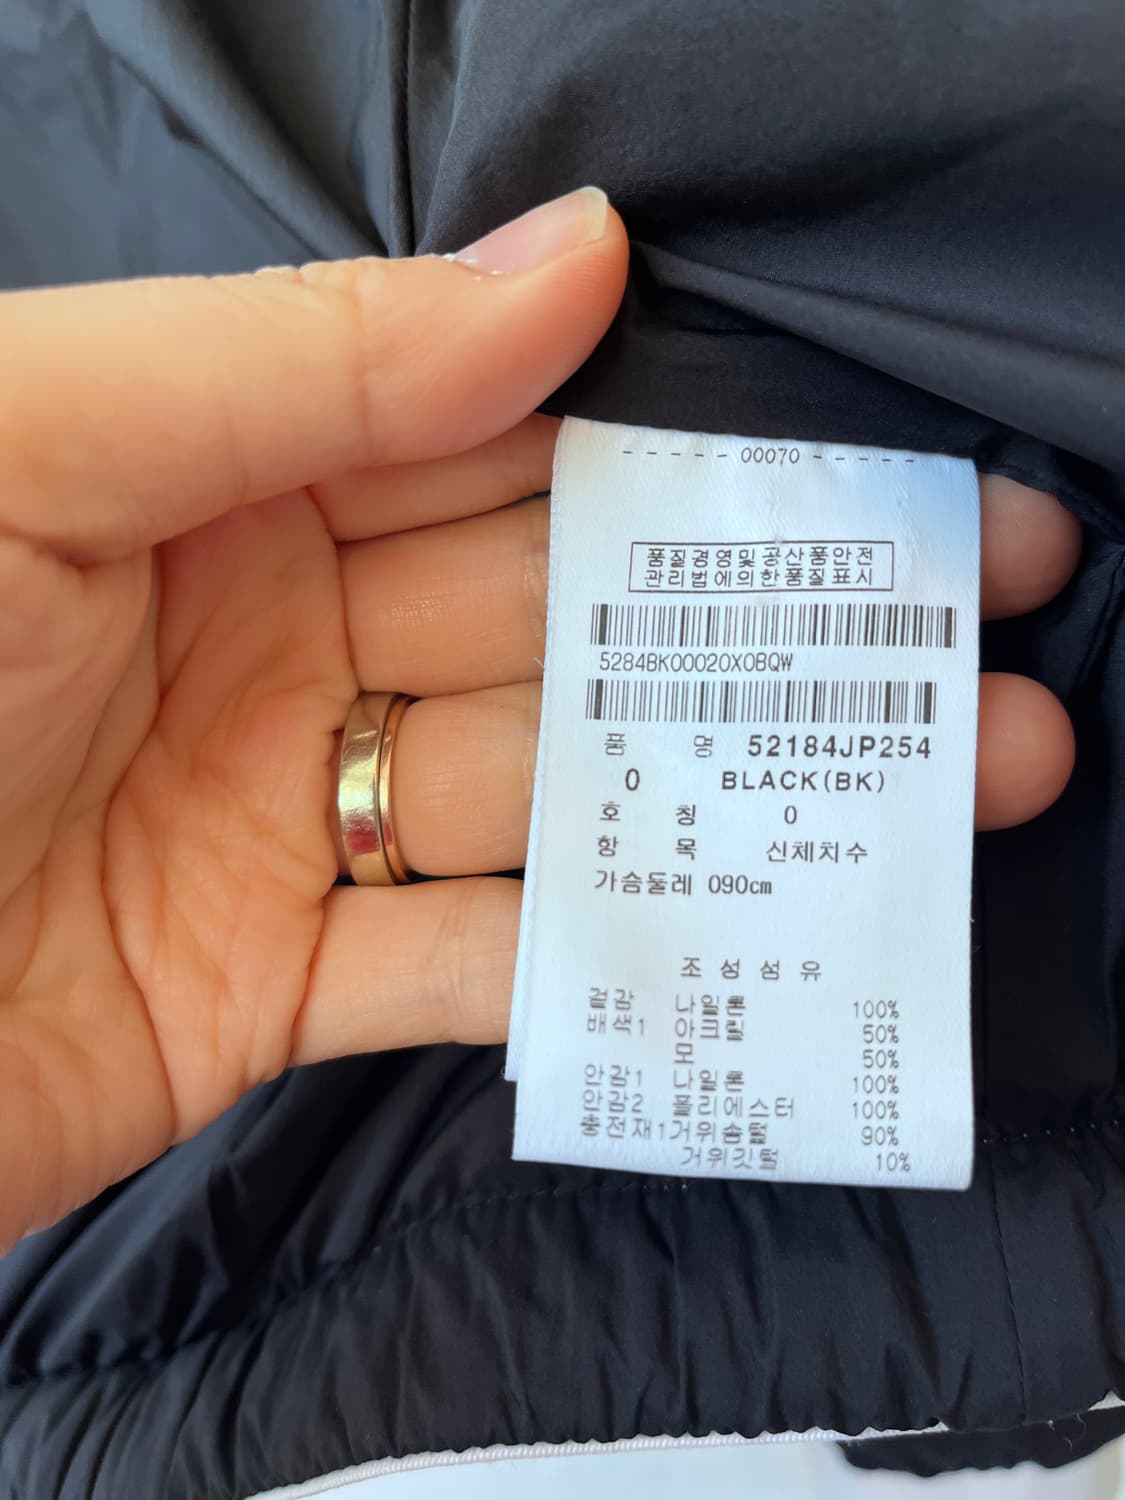 - - - - - 00070 - - - - -
품질경영및공산품안전
관리법에의한품질표시
5284BK00020X0BQW
품 명 52184JP254
0 BLACK(BK)
호 칭 0
항 목 신체치수
가슴둘레 090cm
조 성 섬 유
겉감 나일론 100%
배색1 아크릴 50%
모 50%
안감1 나일론 100%
안감2 폴리에스터 100%
충전재1거위솜털 90%
거위깃털 10%